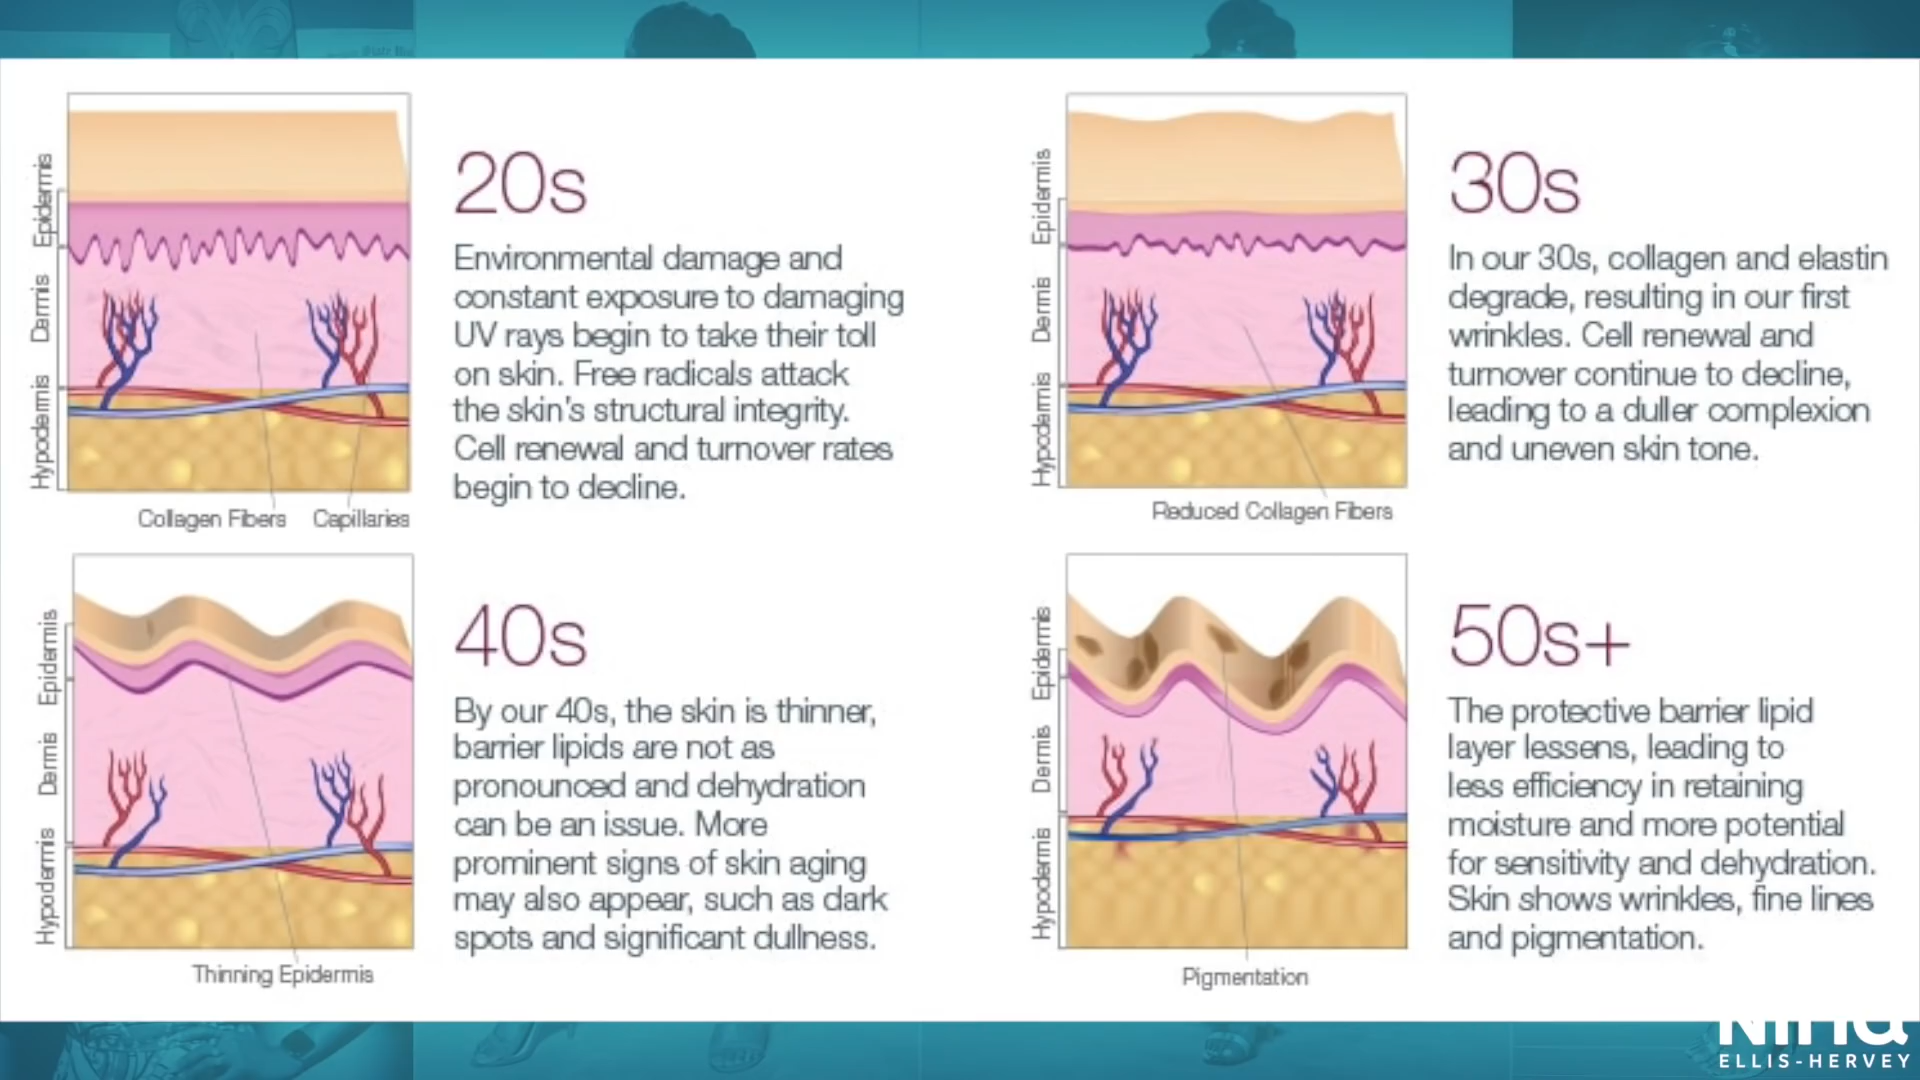 20s
Environmental damage and
constant exposure to damaging
UV rays begin to take their toll
on skin. Free radicals attack
the skin's structural integrity.
Cell renewal and turnover rates
begin to decline.
Epidermis
Dermis
Hypodermis
Collagen Fibers
Capillaries
30s
In our 30s, collagen and elastin
degrade, resulting in our first
wrinkles. Cell renewal and
turnover continue to decline,
leading to a duller complexion
and uneven skin tone.
Epidermis
Dermis
Hypodermis
Reduced Collagen Fibers
40s
By our 40s, the skin is thinner,
barrier lipids are not as
pronounced and dehydration
can be an issue. More
prominent signs of skin aging
may also appear, such as dark
spots and significant dullness.
Epidermis
Dermis
Hypodermis
Thinning Epidermis
50s+
The protective barrier lipid
layer lessens, leading to
less efficiency in retaining
moisture and more potential
for sensitivity and dehydration.
Skin shows wrinkles, fine lines
and pigmentation.
Epidermis
Dermis
Hypodermis
Pigmentation
Nina
ELLIS-HERVEY